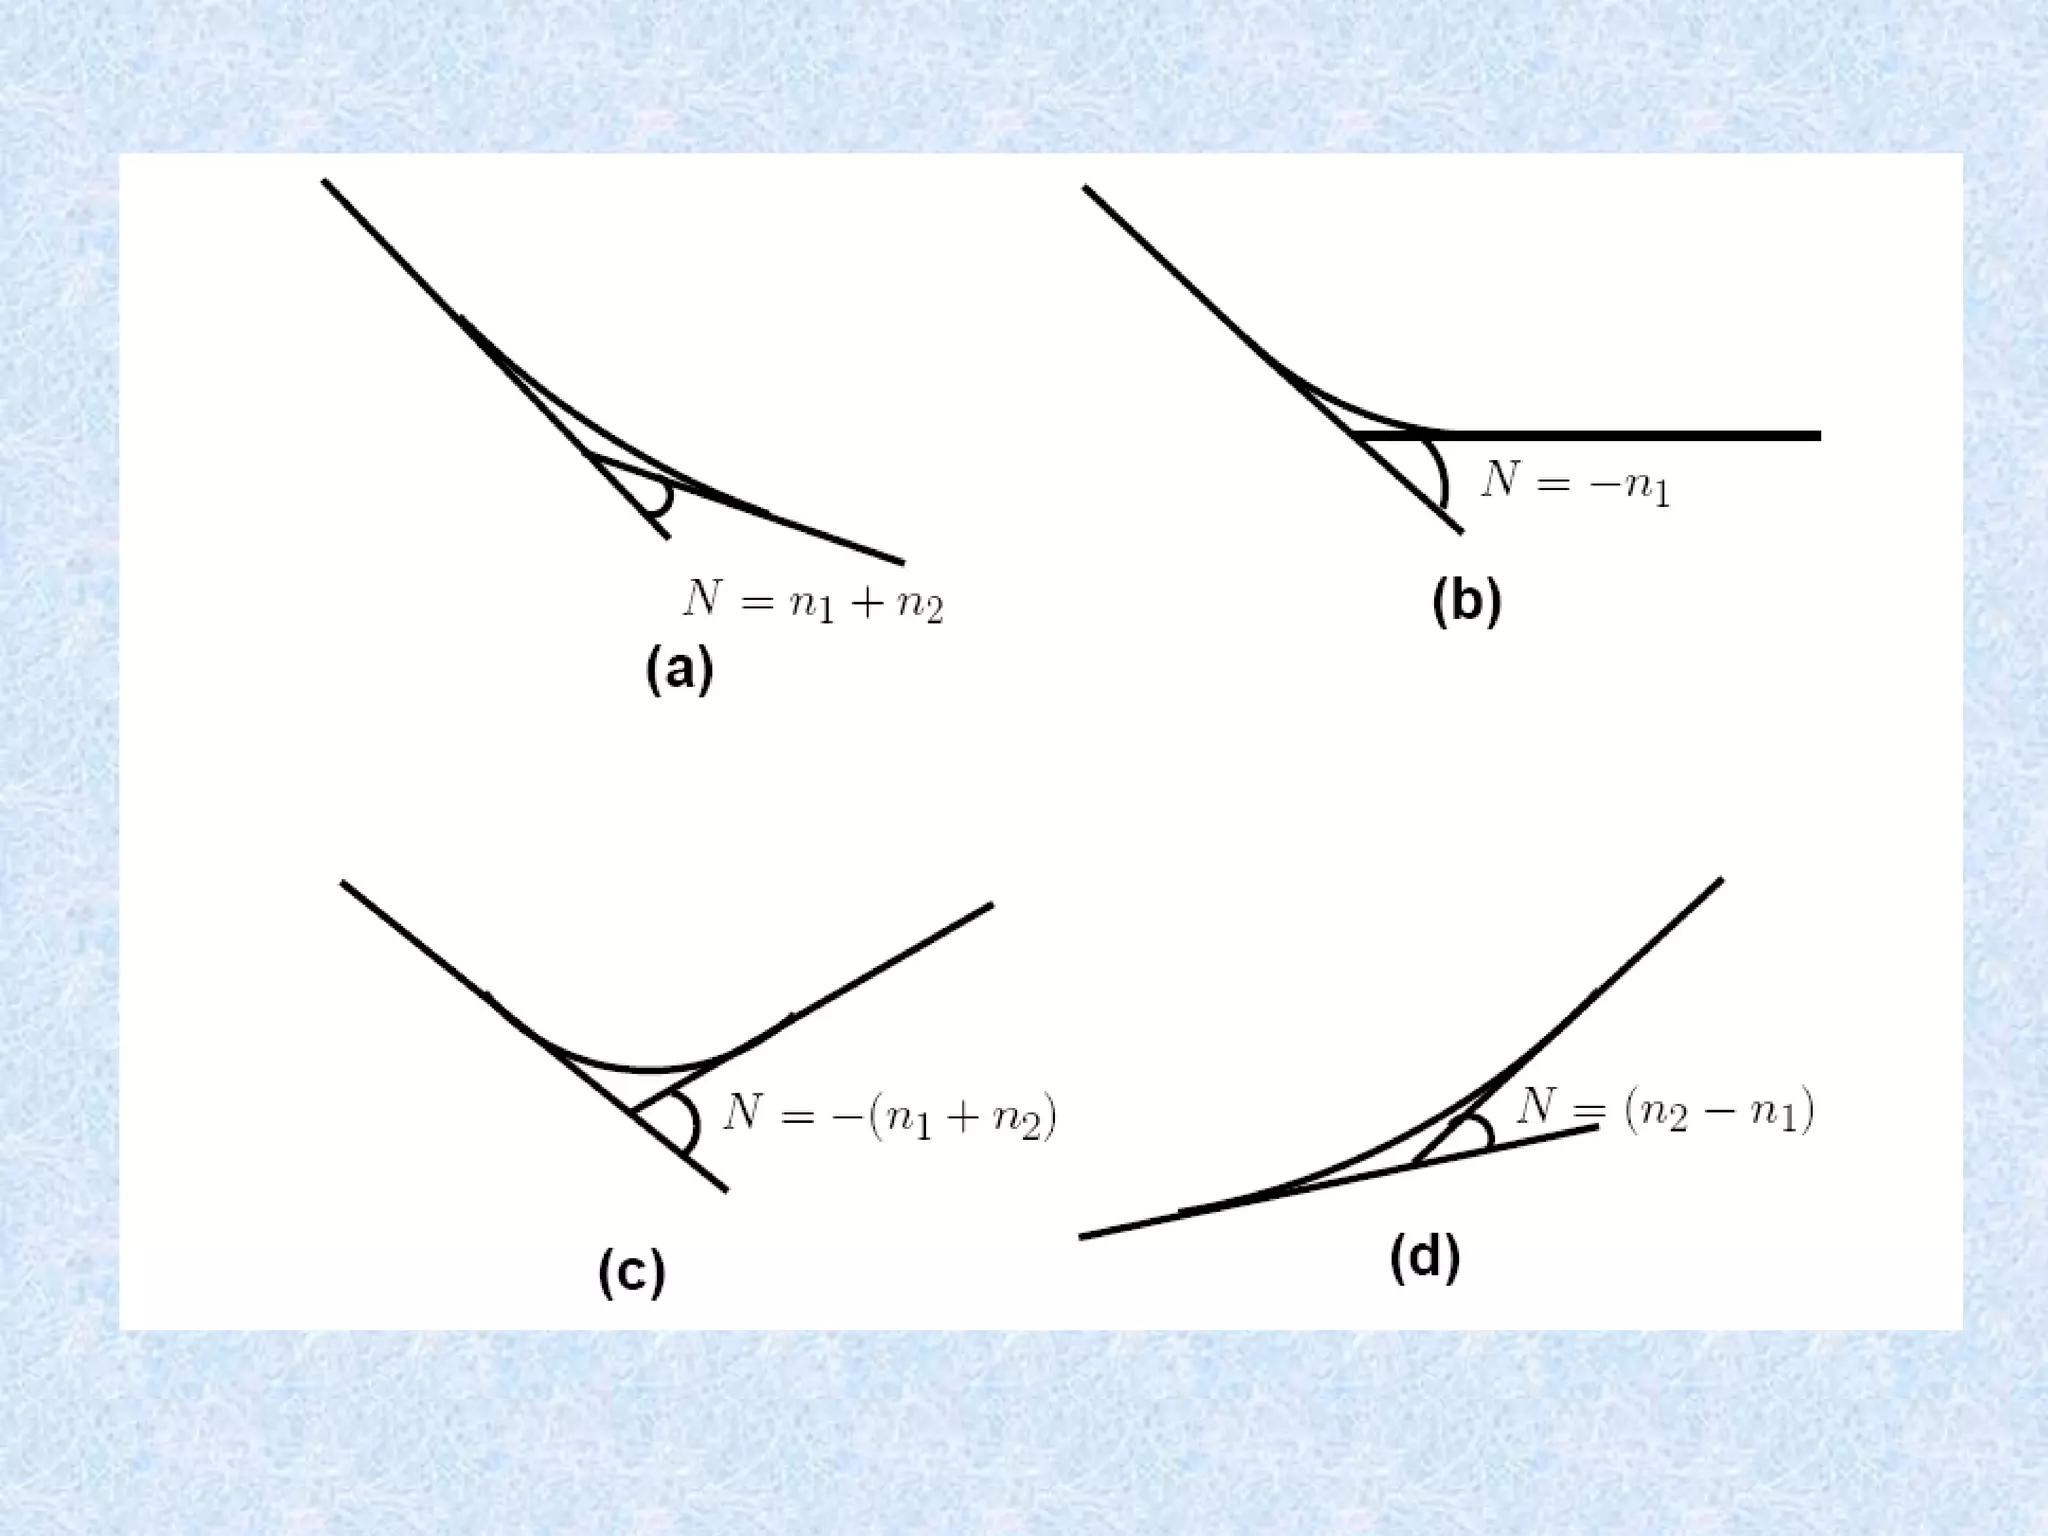 N = n₁ + n₂
(a)
N = −n₁
(b)
N = −(n₁ + n₂)
(c)
N = (n₂ − n₁)
(d)